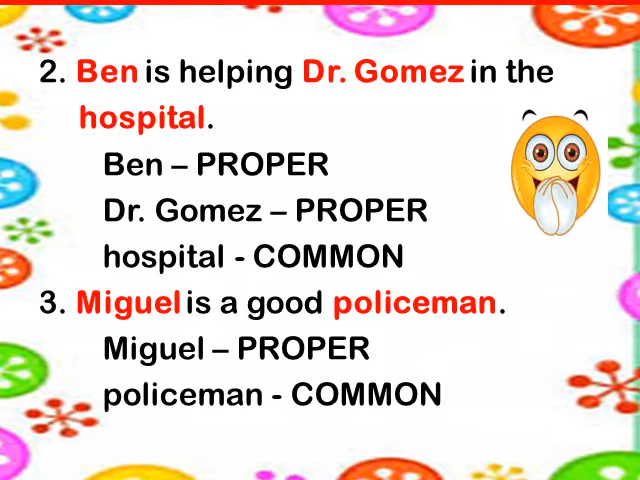 2. Ben is helping Dr. Gomez in the
hospital.
Ben – PROPER
Dr. Gomez – PROPER
hospital - COMMON
3. Miguel is a good policeman.
Miguel – PROPER
policeman - COMMON